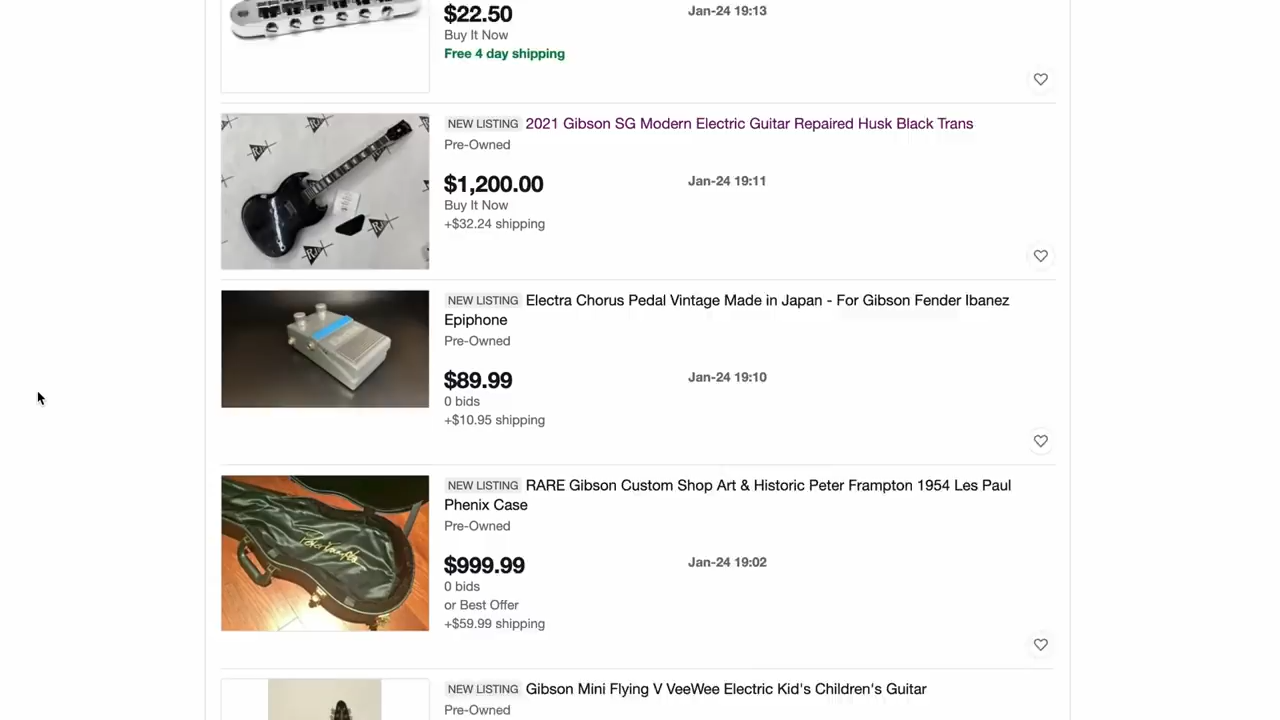 $22.50
Jan-24 19:13
Buy It Now
Free 4 day shipping
NEW LISTING 2021 Gibson SG Modern Electric Guitar Repaired Husk Black Trans
Pre-Owned
$1,200.00
Jan-24 19:11
Buy It Now
+$32.24 shipping
NEW LISTING Electra Chorus Pedal Vintage Made in Japan - For Gibson Fender Ibanez
Epiphone
Pre-Owned
$89.99
Jan-24 19:10
0 bids
+$10.95 shipping
NEW LISTING RARE Gibson Custom Shop Art & Historic Peter Frampton 1954 Les Paul
Phenix Case
Pre-Owned
$999.99
Jan-24 19:02
0 bids
or Best Offer
+$59.99 shipping
NEW LISTING Gibson Mini Flying V VeeWee Electric Kid's Children's Guitar
Pre-Owned